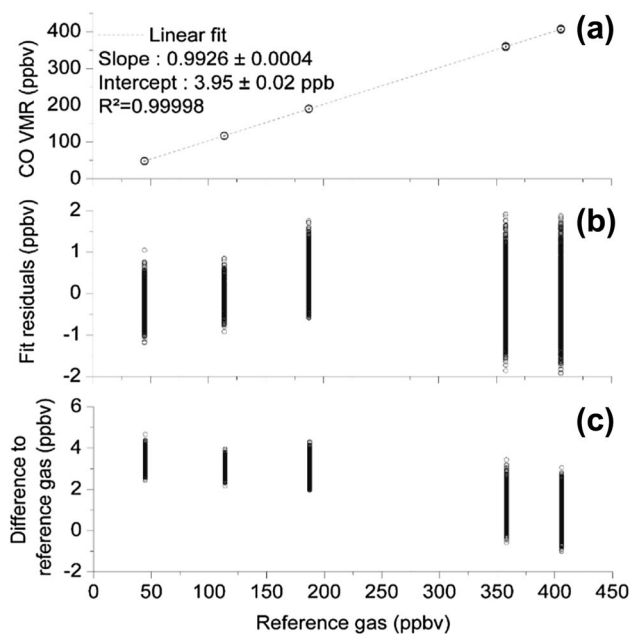 (a)
Linear fit
Slope : 0.9926 ± 0.0004
Intercept : 3.95 ± 0.02 ppb
R²=0.99998
CO VMR (ppbv)
400
300
200
100
0
(b)
Fit residuals (ppbv)
2
1
0
-1
-2
(c)
Difference to
reference gas (ppbv)
6
4
2
0
-2
0 50 100 150 200 250 300 350 400 450
Reference gas (ppbv)